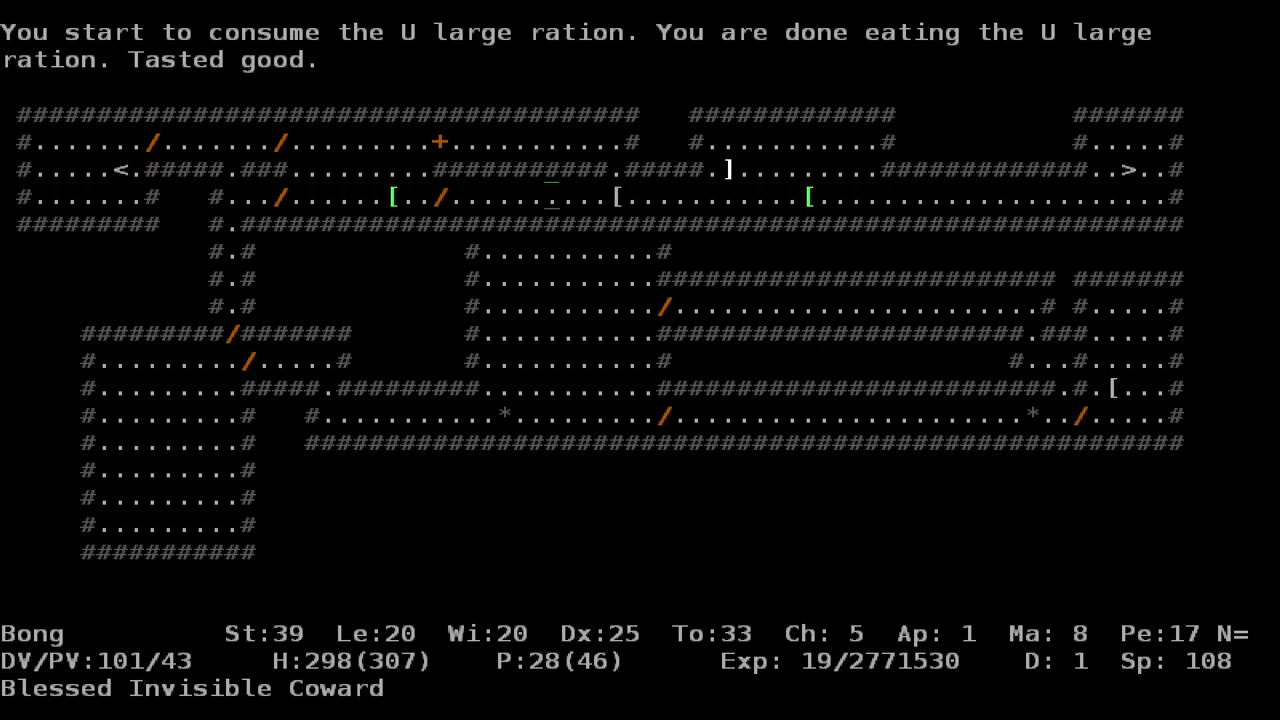 You start to consume the U large ration. You are done eating the U large
ration. Tasted good.
Bong St:39 Le:20 Wi:20 Dx:25 To:33 Ch: 5 Ap: 1 Ma: 8 Pe:17 N=
DV/PV:101/43 H:298(307) P:28(46) Exp: 19/2771530 D: 1 Sp: 108
Blessed Invisible Coward